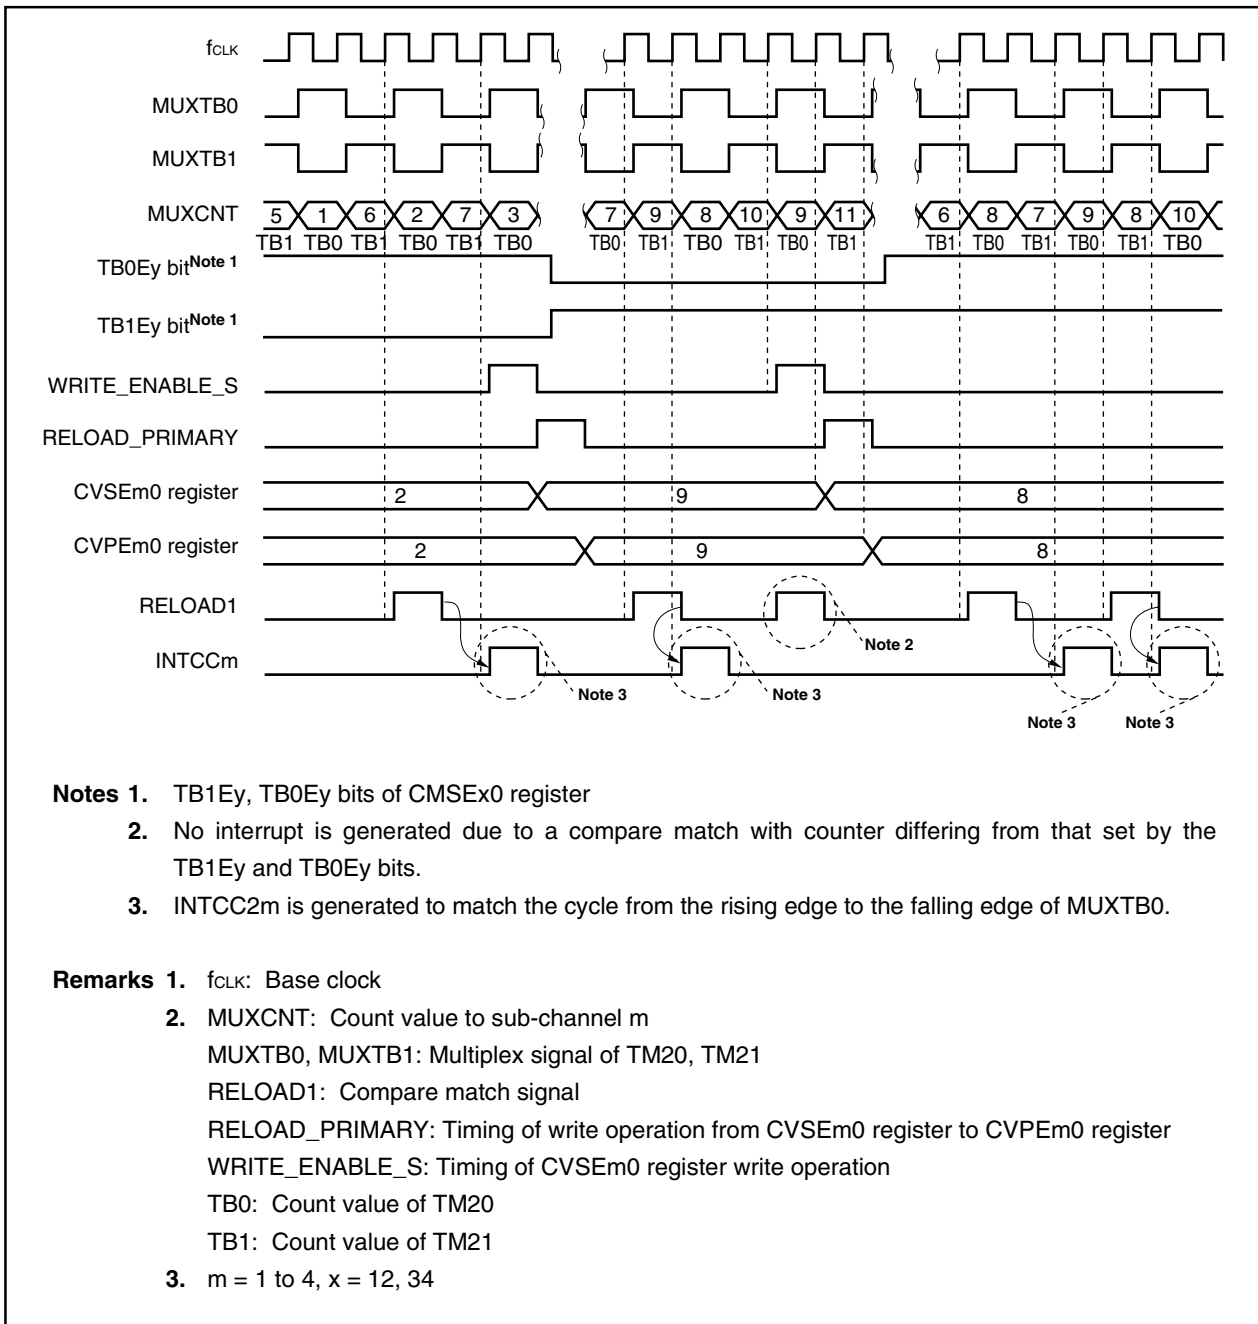 fCLK
MUXTB0
MUXTB1
MUXCNT 5 1 6 2 7 3 7 9 8 10 9 11 6 8 7 9 8 10
TB1 TB0 TB1 TB0 TB1 TB0 TB0 TB1 TB0 TB1 TB0 TB1 TB1 TB0 TB1 TB0 TB1 TB0
TB0Ey bitNote 1
TB1Ey bitNote 1
WRITE_ENABLE_S
RELOAD_PRIMARY
CVSEm0 register 2 9 8
CVPEm0 register 2 9 8
RELOAD1
Note 2
INTCCm
Note 3 Note 3
Note 3 Note 3
Notes 1. TB1Ey, TB0Ey bits of CMSEx0 register
2. No interrupt is generated due to a compare match with counter differing from that set by the
TB1Ey and TB0Ey bits.
3. INTCC2m is generated to match the cycle from the rising edge to the falling edge of MUXTB0.
Remarks 1. fCLK: Base clock
2. MUXCNT: Count value to sub-channel m
MUXTB0, MUXTB1: Multiplex signal of TM20, TM21
RELOAD1: Compare match signal
RELOAD_PRIMARY: Timing of write operation from CVSEm0 register to CVPEm0 register
WRITE_ENABLE_S: Timing of CVSEm0 register write operation
TB0: Count value of TM20
TB1: Count value of TM21
3. m = 1 to 4, x = 12, 34